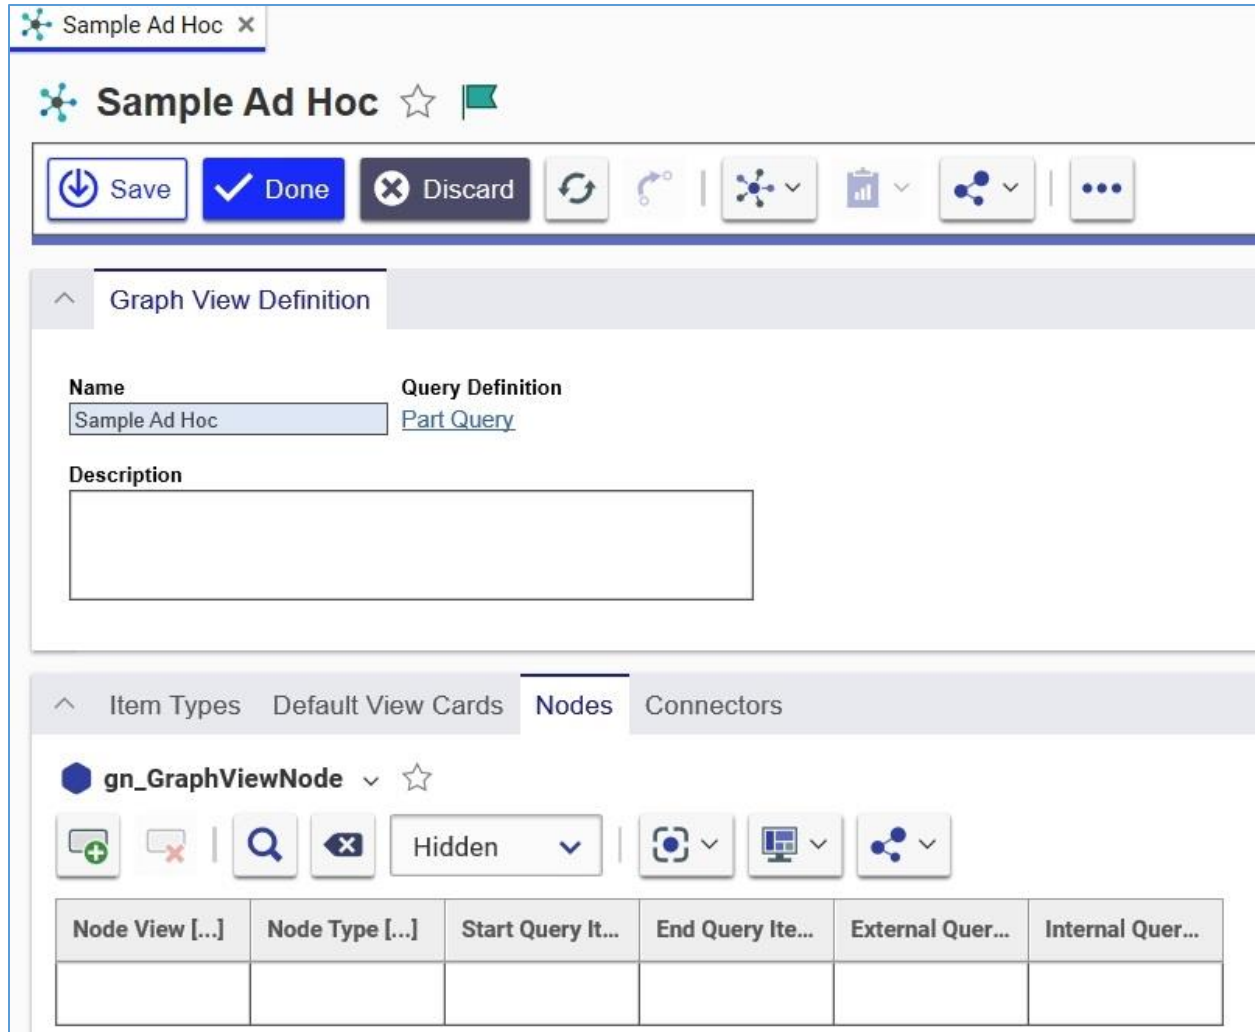 Sample Ad Hoc
Sample Ad Hoc
Save Done Discard
Graph View Definition
Name Query Definition
Sample Ad Hoc Part Query
Description
Item Types Default View Cards Nodes Connectors
gn_GraphViewNode
Hidden
Node View [...] Node Type [...] Start Query It... End Query Ite... External Quer... Internal Quer...